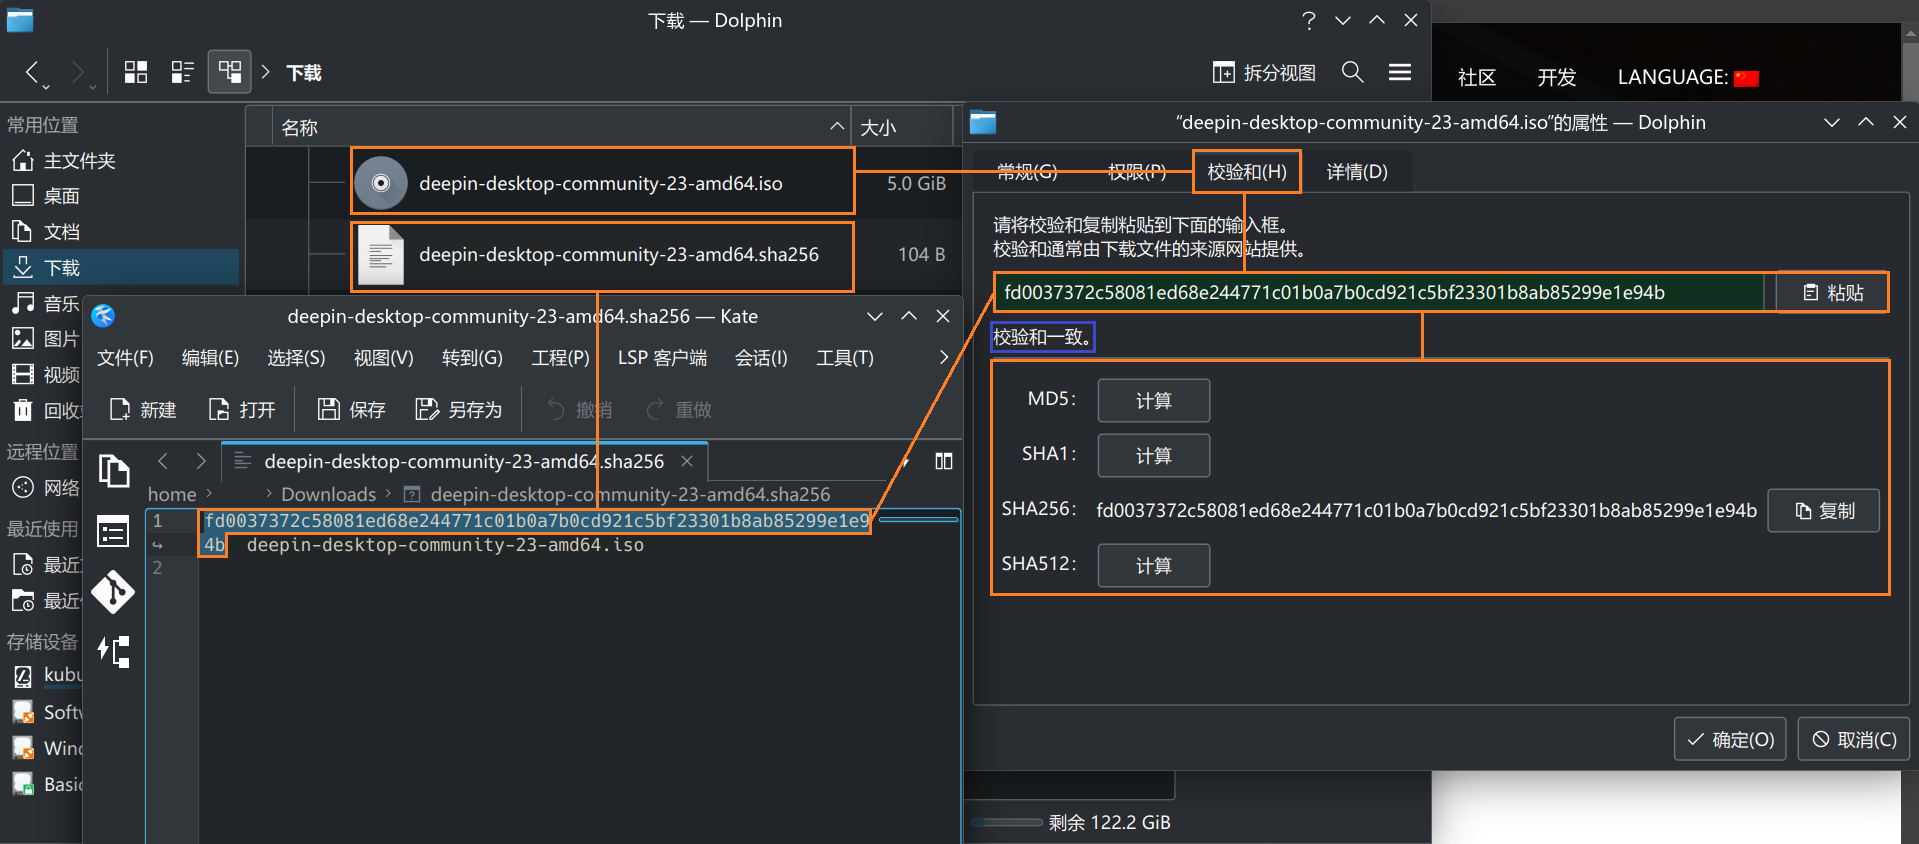 下载 — Dolphin
下载
拆分视图
社区
开发
LANGUAGE:
常用位置
主文件夹
桌面
文档
下载
音乐
图片
视频
远程位置
网络
最近使用
存储设备
名称
大小
deepin-desktop-community-23-amd64.iso
5.0 GiB
deepin-desktop-community-23-amd64.sha256
104 B
deepin-desktop-community-23-amd64.sha256 — Kate
文件(F)
编辑(E)
选择(S)
视图(V)
转到(G)
工程(P)
LSP 客户端
会话(I)
工具(T)
新建
打开
保存
另存为
撤销
重做
deepin-desktop-community-23-amd64.sha256
home
Downloads
deepin-desktop-community-23-amd64.sha256
1
fd0037372c58081ed68e244771c01b0a7b0cd921c5bf23301b8ab85299e1e9
4b deepin-desktop-community-23-amd64.iso
2
“deepin-desktop-community-23-amd64.iso”的属性 — Dolphin
常规(G)
权限(P)
校验和(H)
详情(D)
请将校验和复制粘贴到下面的输入框。
校验和通常由下载文件的来源网站提供。
fd0037372c58081ed68e244771c01b0a7b0cd921c5bf23301b8ab85299e1e94b
粘贴
校验和一致。
MD5：
计算
SHA1：
计算
SHA256：
fd0037372c58081ed68e244771c01b0a7b0cd921c5bf23301b8ab85299e1e94b
复制
SHA512：
计算
确定(O)
取消(C)
剩余 122.2 GiB